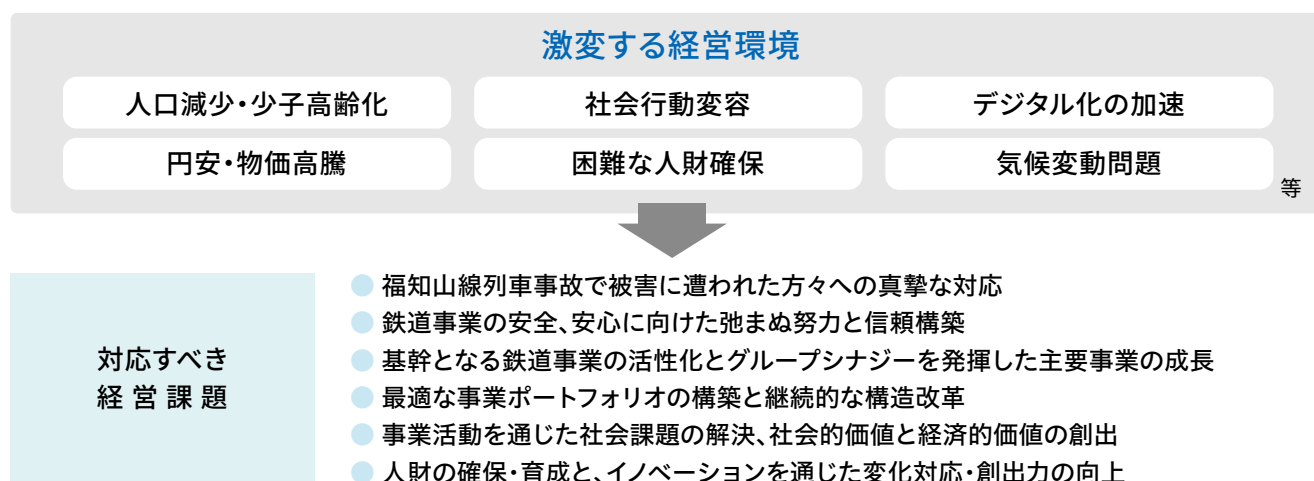 激変する経営環境
人口減少・少子高齢化
社会行動変容
デジタル化の加速
円安・物価高騰
困難な人財確保
気候変動問題
等
対応すべき
経営課題
● 福知山線列車事故で被害に遭われた方々への真摯な対応
● 鉄道事業の安全、安心に向けた弛まぬ努力と信頼構築
● 基幹となる鉄道事業の活性化とグループシナジーを発揮した主要事業の成長
● 最適な事業ポートフォリオの構築と継続的な構造改革
● 事業活動を通じた社会課題の解決、社会的価値と経済的価値の創出
● 人財の確保・育成と、イノベーションを通じた変化対応・創出力の向上